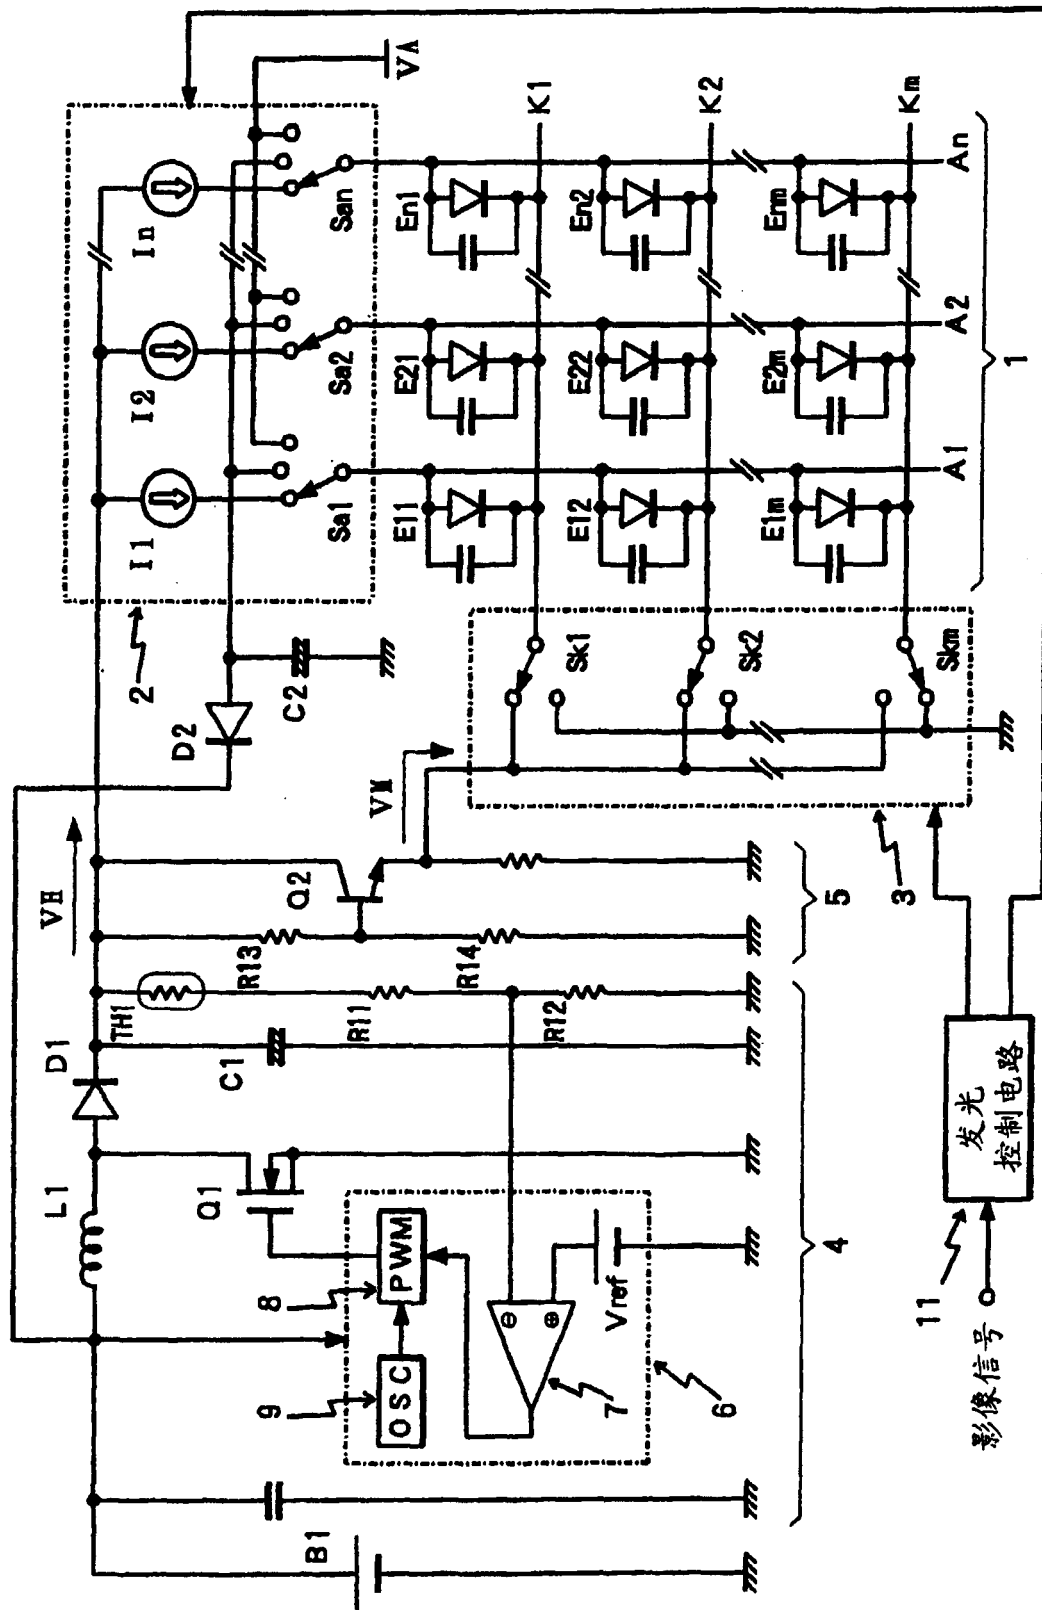 B1
L1
D1
VH
Q1
C1
TH1
R11
R12
R13
R14
Q2
VM
D2
C2
2
I1
I2
In
VA
Sa1
Sa2
San
E11
E21
En1
K1
E12
E22
En2
K2
E1m
E2m
Enm
Km
A1
A2
An
1
Sk1
Sk2
Skm
3
4
5
OSC
PWM
9
8
⊖
⊕
7
Vref
6
11
影像信号
发光
控制电路